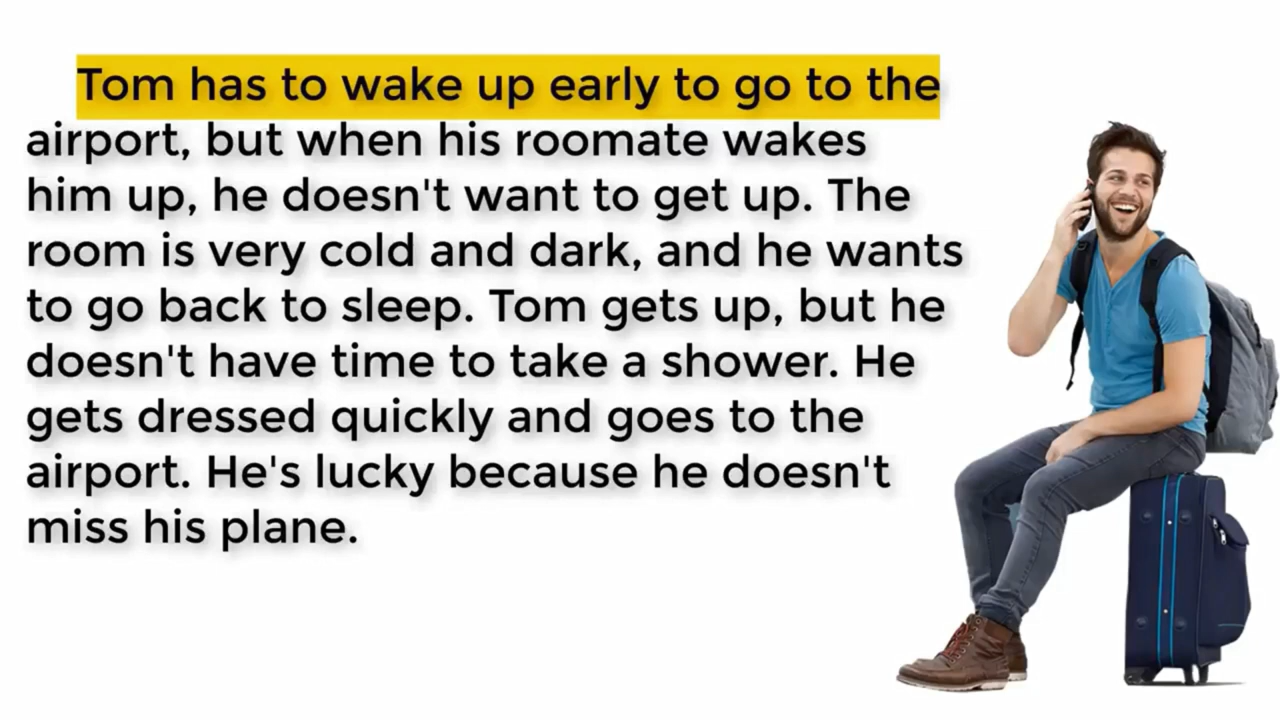 Tom has to wake up early to go to the
airport, but when his roomate wakes
him up, he doesn't want to get up. The
room is very cold and dark, and he wants
to go back to sleep. Tom gets up, but he
doesn't have time to take a shower. He
gets dressed quickly and goes to the
airport. He's lucky because he doesn't
miss his plane.